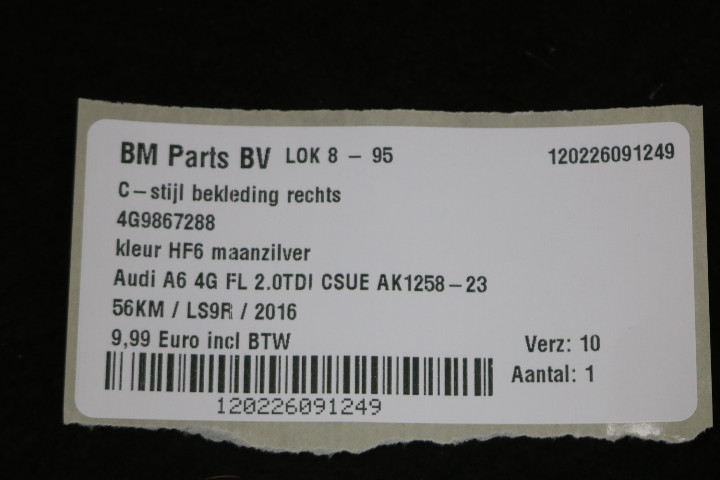 BM Parts BV LOK 8 - 95 120226091249
C-stijl bekleding rechts
4G9867288
kleur HF6 maanzilver
Audi A6 4G FL 2.0TDI CSUE AK1258-23
56KM / LS9R / 2016
9,99 Euro incl BTW Verz: 10
Aantal: 1
120226091249